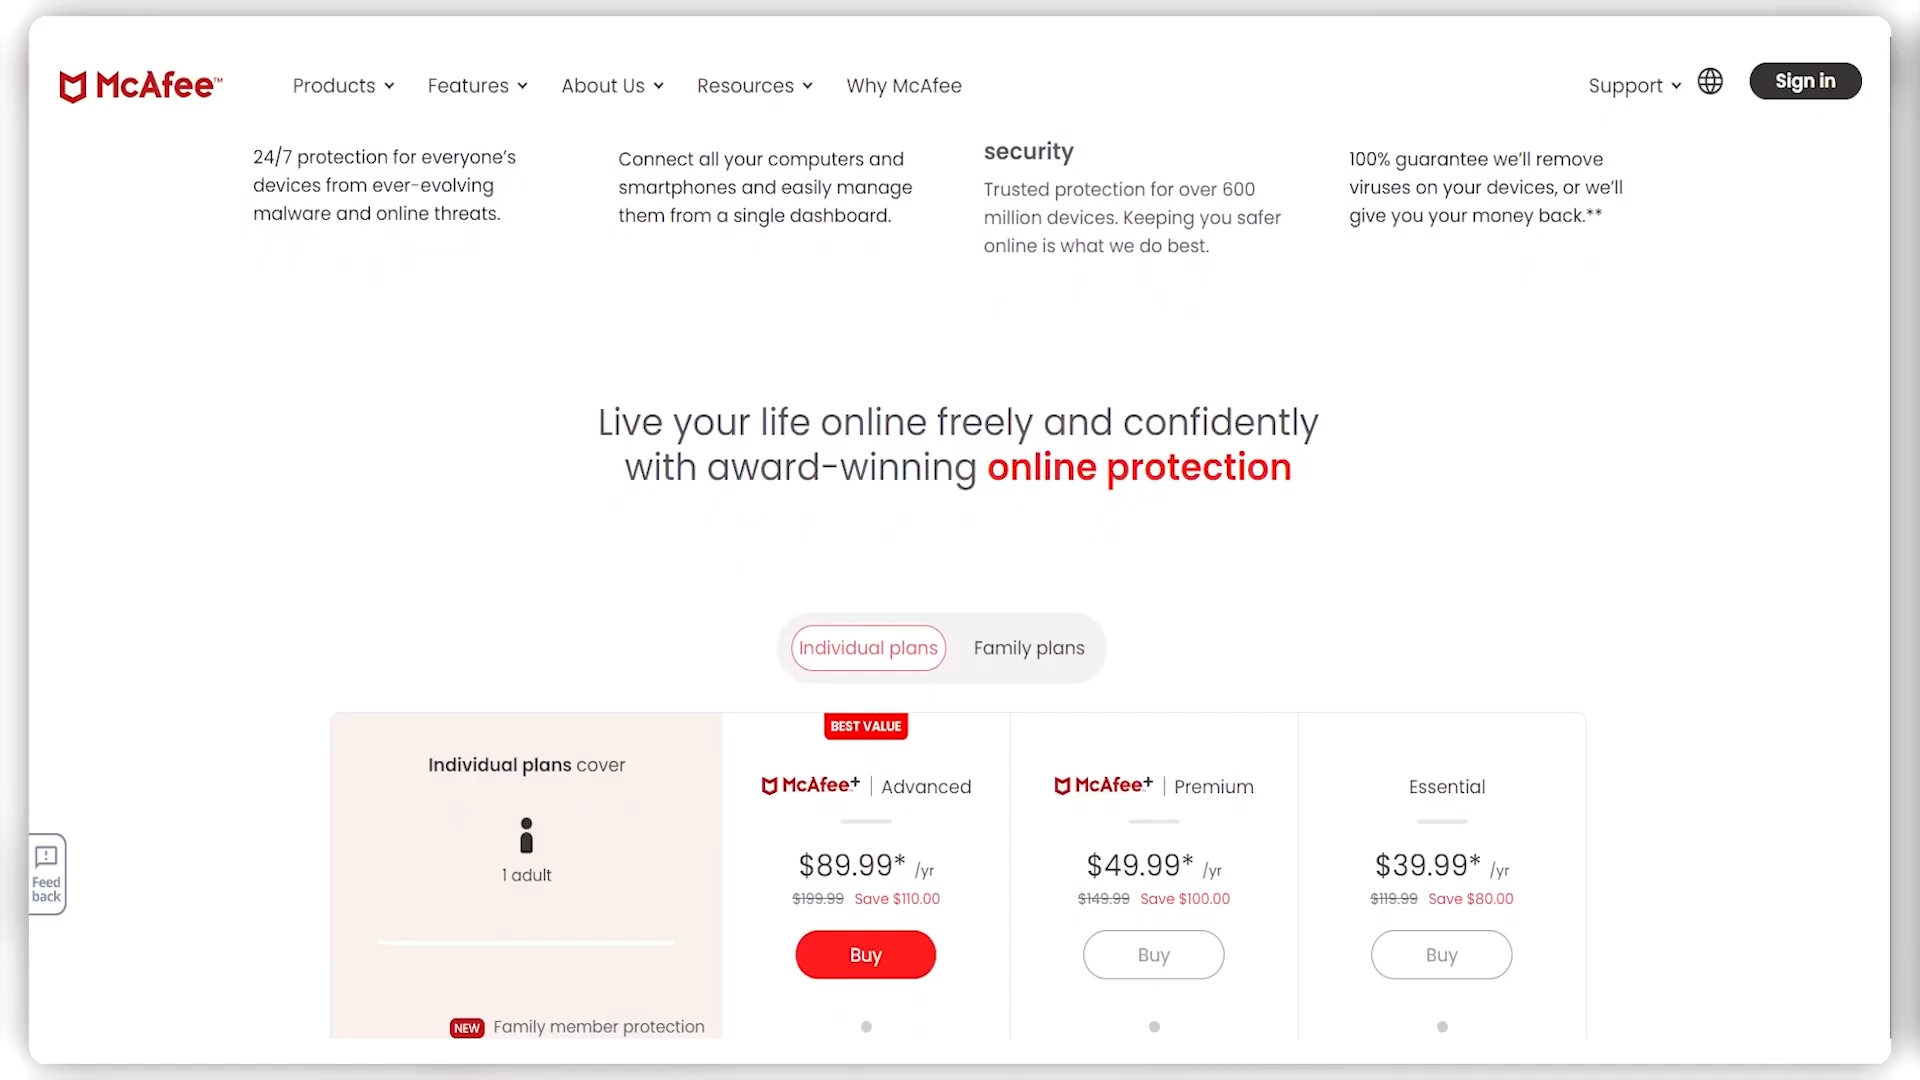 McAfee™
Products
Features
About Us
Resources
Why McAfee
Support
Sign in
24/7 protection for everyone’s
devices from ever-evolving
malware and online threats.
Connect all your computers and
smartphones and easily manage
them from a single dashboard.
security
Trusted protection for over 600
million devices. Keeping you safer
online is what we do best.
100% guarantee we’ll remove
viruses on your devices, or we’ll
give you your money back.**
Live your life online freely and confidently
with award-winning online protection
Individual plans
Family plans
Individual plans cover
1 adult
NEW Family member protection
BEST VALUE
McAfee+ | Advanced
$89.99* /yr
$199.99 Save $110.00
Buy
McAfee+ | Premium
$49.99* /yr
$149.99 Save $100.00
Buy
Essential
$39.99* /yr
$119.99 Save $80.00
Buy
Feed
back